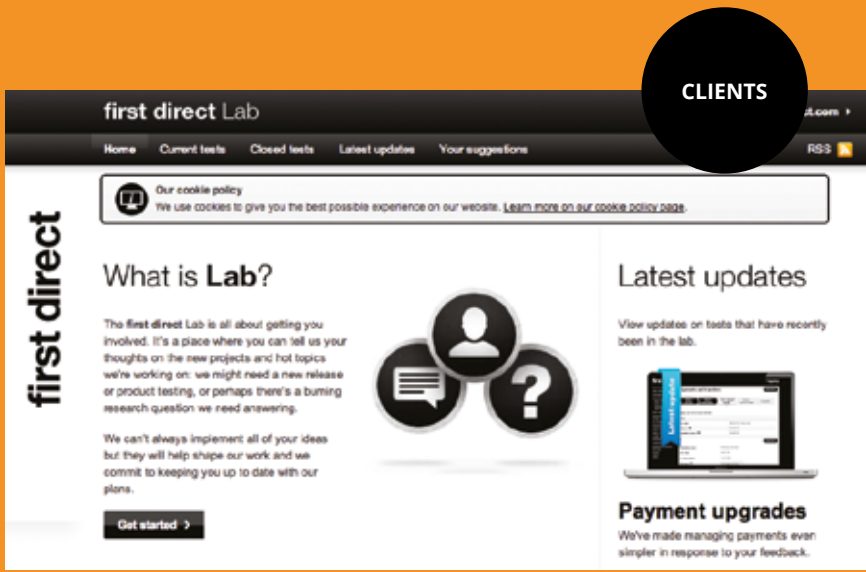 CLIENTS
first direct Lab
ct.com
Home Current tests Closed tests Latest updates Your suggestions RSS
Our cookie policy
We use cookies to give you the best possible experience on our website. Learn more on our cookie policy page.
first direct
What is Lab?
The first direct Lab is all about getting you
involved. It's a place where you can tell us your
thoughts on the new projects and hot topics
we're working on: we might need a new release
or product testing, or perhaps there's a burning
research question we need answering.
We can't always implement all of your ideas
but they will help shape our work and we
commit to keeping you up to date with our
plans.
Get started
?
Latest updates
View updates on tests that have recently
been in the lab.
Latest update
Payment upgrades
We've made managing payments even
simpler in response to your feedback.